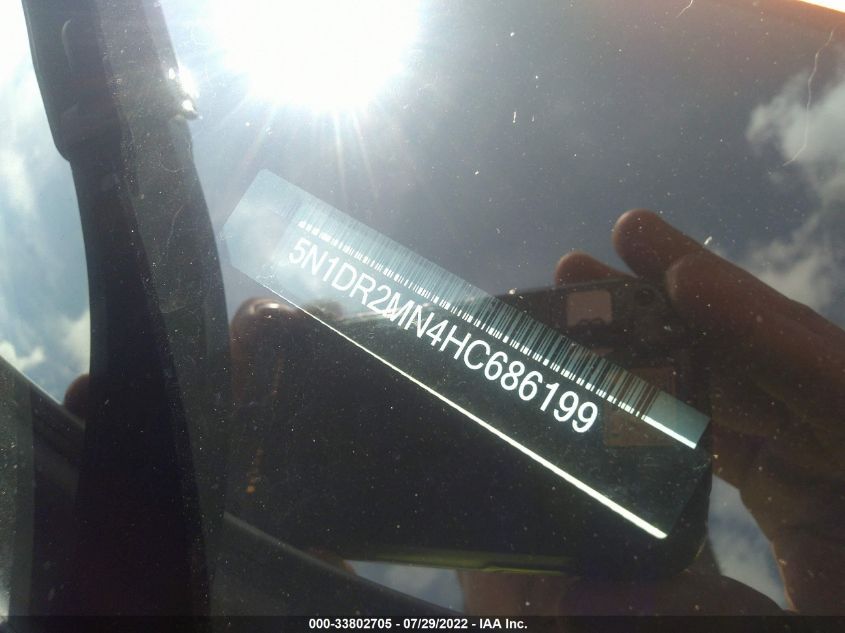 5N1DR2MN4HC686199
000-33802705 - 07/29/2022 - IAA Inc.